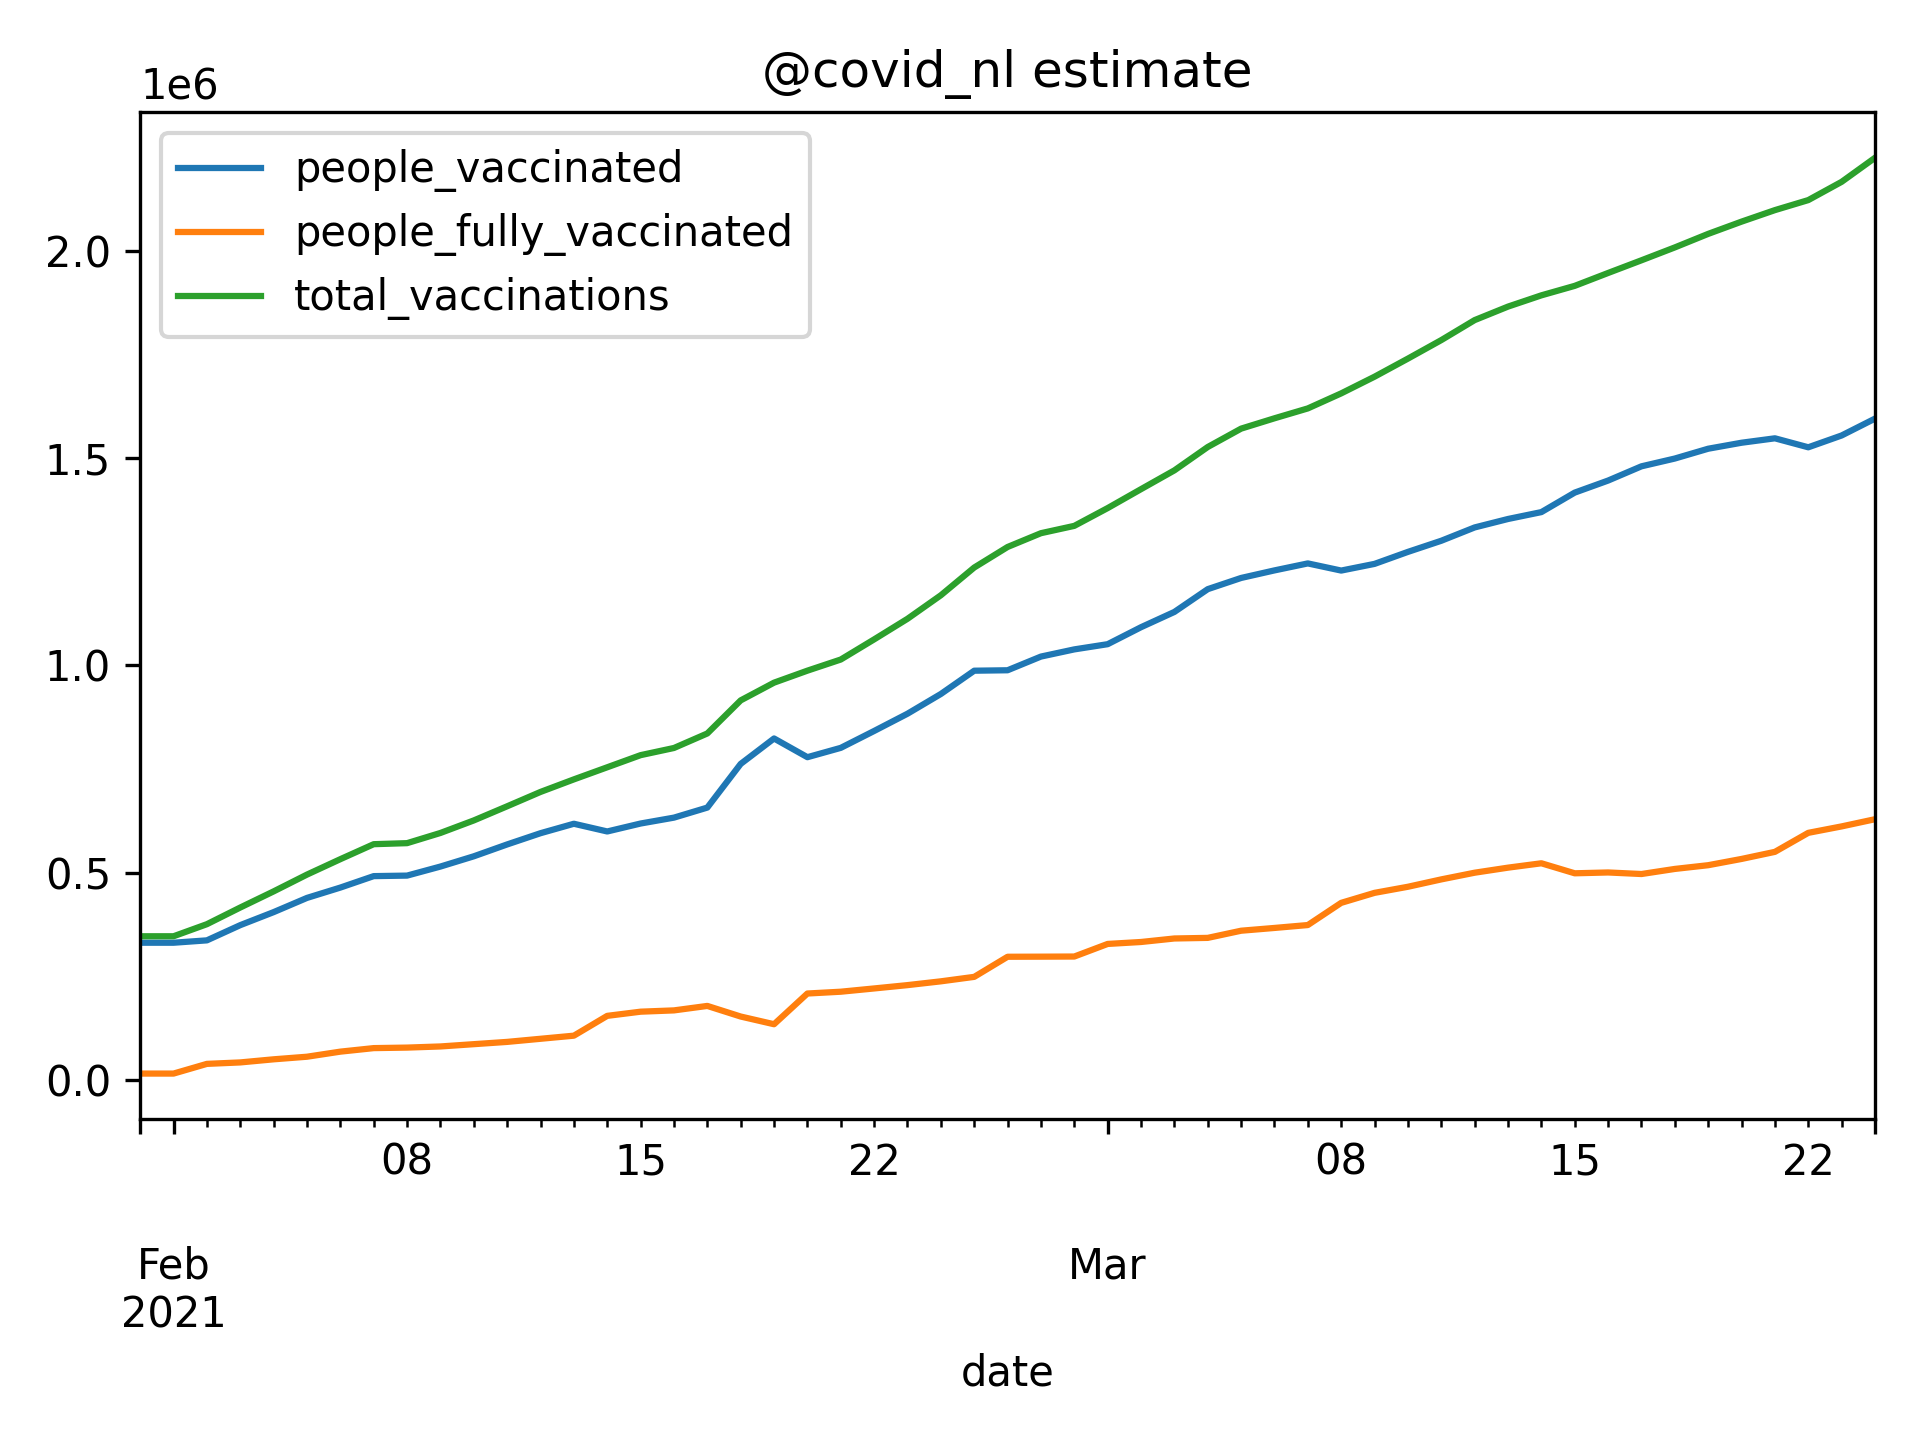 @covid_nl estimate
1e6
people_vaccinated
people_fully_vaccinated
total_vaccinations
2.0
1.5
1.0
0.5
0.0
08 15 22 08 15 22
Feb Mar
2021
date